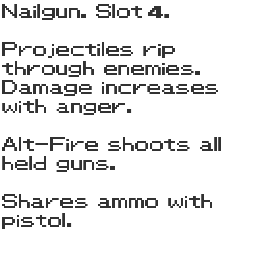 Nailgun. Slot 4.
Projectiles rip
through enemies.
Damage increases
with anger.
Alt-Fire shoots all
held guns.
Shares ammo with
pistol.